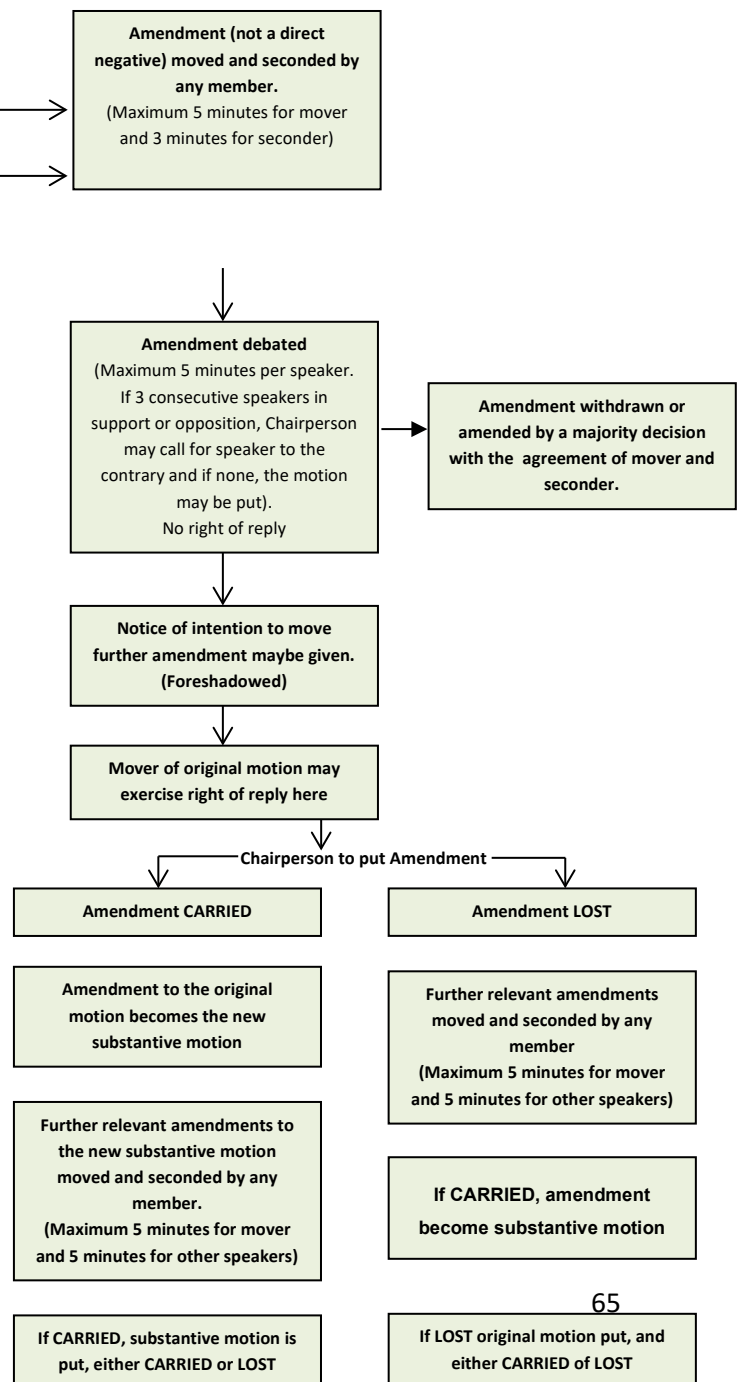 Amendment (not a direct
negative) moved and seconded by
any member.
(Maximum 5 minutes for mover
and 3 minutes for seconder)
Amendment debated
(Maximum 5 minutes per speaker.
If 3 consecutive speakers in
support or opposition, Chairperson
may call for speaker to the
contrary and if none, the motion
may be put).
No right of reply
Amendment withdrawn or
amended by a majority decision
with the agreement of mover and
seconder.
Notice of intention to move
further amendment maybe given.
(Foreshadowed)
Mover of original motion may
exercise right of reply here
Chairperson to put Amendment
Amendment CARRIED
Amendment to the original
motion becomes the new
substantive motion
Further relevant amendments to
the new substantive motion
moved and seconded by any
member.
(Maximum 5 minutes for mover
and 5 minutes for other speakers)
If CARRIED, substantive motion is
put, either CARRIED or LOST
Amendment LOST
Further relevant amendments
moved and seconded by any
member
(Maximum 5 minutes for mover
and 5 minutes for other speakers)
If CARRIED, amendment
become substantive motion
If LOST original motion put, and
either CARRIED of LOST
65